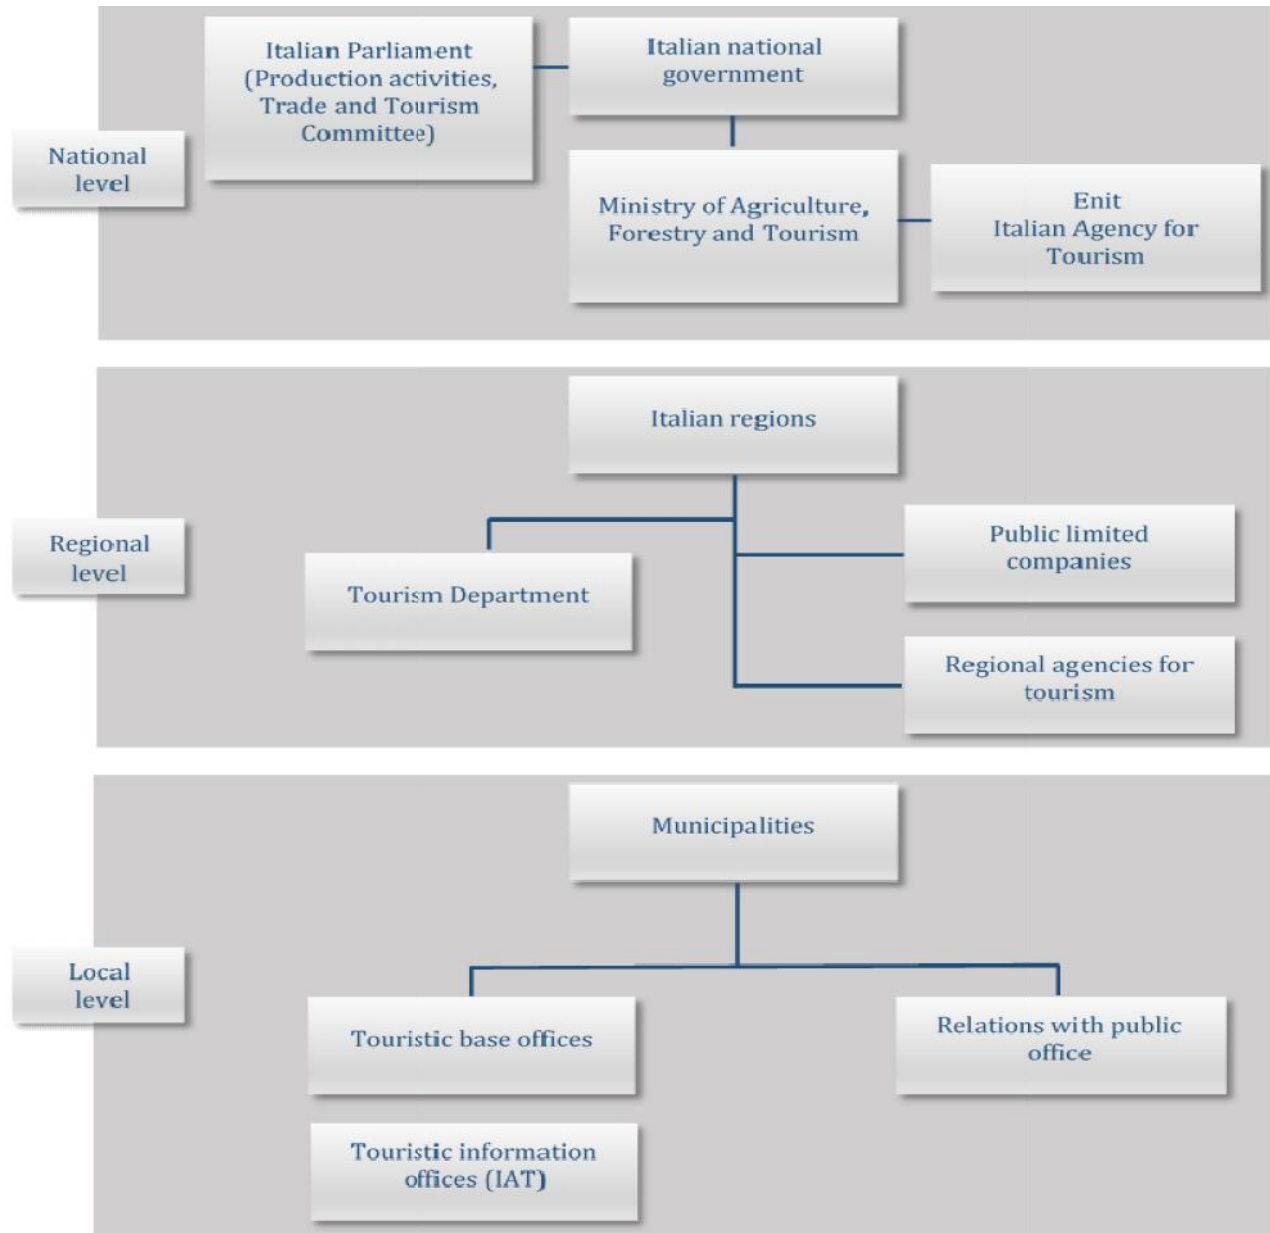 Italian Parliament
(Production activities,
Trade and Tourism
Committee)
Italian national
government
National
level
Ministry of Agriculture,
Forestry and Tourism
Enit
Italian Agency for
Tourism
Italian regions
Regional
level
Public limited
companies
Tourism Department
Regional agencies for
tourism
Municipalities
Local
level
Touristic base offices
Relations with public
office
Touristic information
offices (IAT)